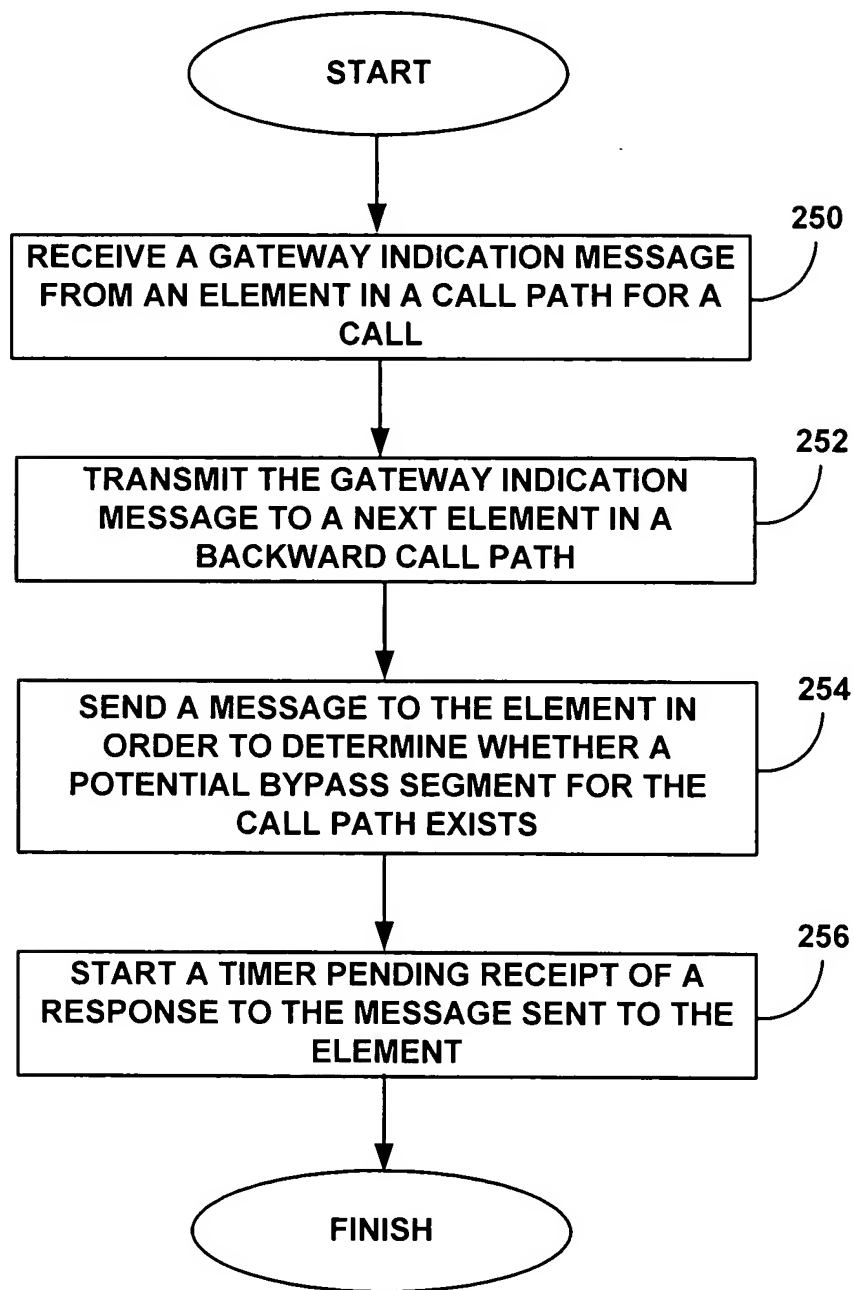 START
250
RECEIVE A GATEWAY INDICATION MESSAGE
FROM AN ELEMENT IN A CALL PATH FOR A
CALL
252
TRANSMIT THE GATEWAY INDICATION
MESSAGE TO A NEXT ELEMENT IN A
BACKWARD CALL PATH
254
SEND A MESSAGE TO THE ELEMENT IN
ORDER TO DETERMINE WHETHER A
POTENTIAL BYPASS SEGMENT FOR THE
CALL PATH EXISTS
256
START A TIMER PENDING RECEIPT OF A
RESPONSE TO THE MESSAGE SENT TO THE
ELEMENT
FINISH